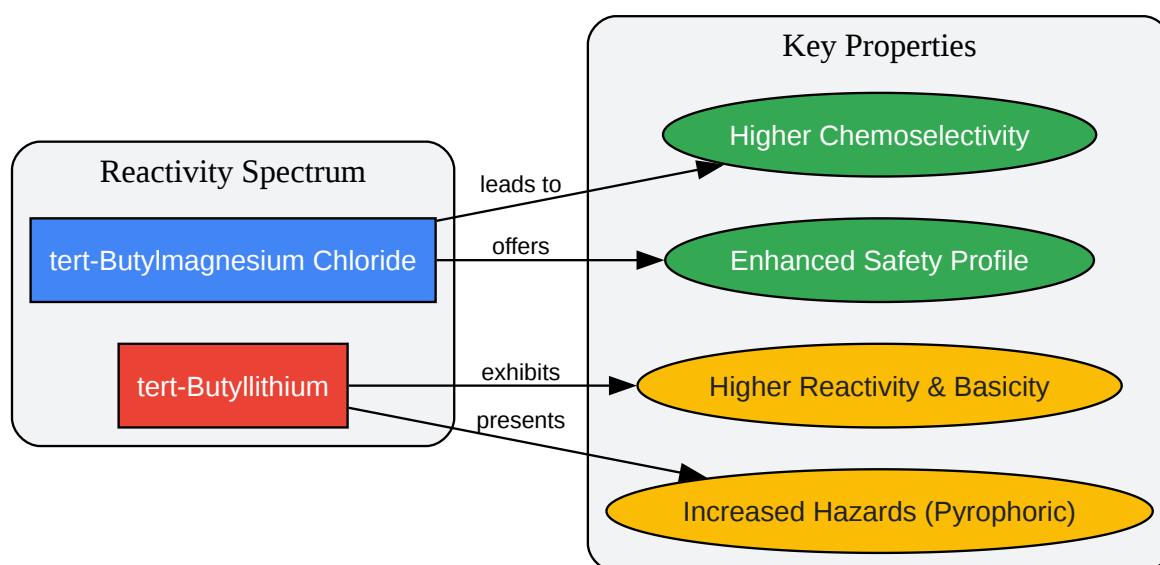 Key Properties
Higher Chemoselectivity
Reactivity Spectrum
leads to
tert-Butylmagnesium Chloride
offers
Enhanced Safety Profile
tert-Butyllithium
exhibits
Higher Reactivity & Basicity
presents
Increased Hazards (Pyrophoric)